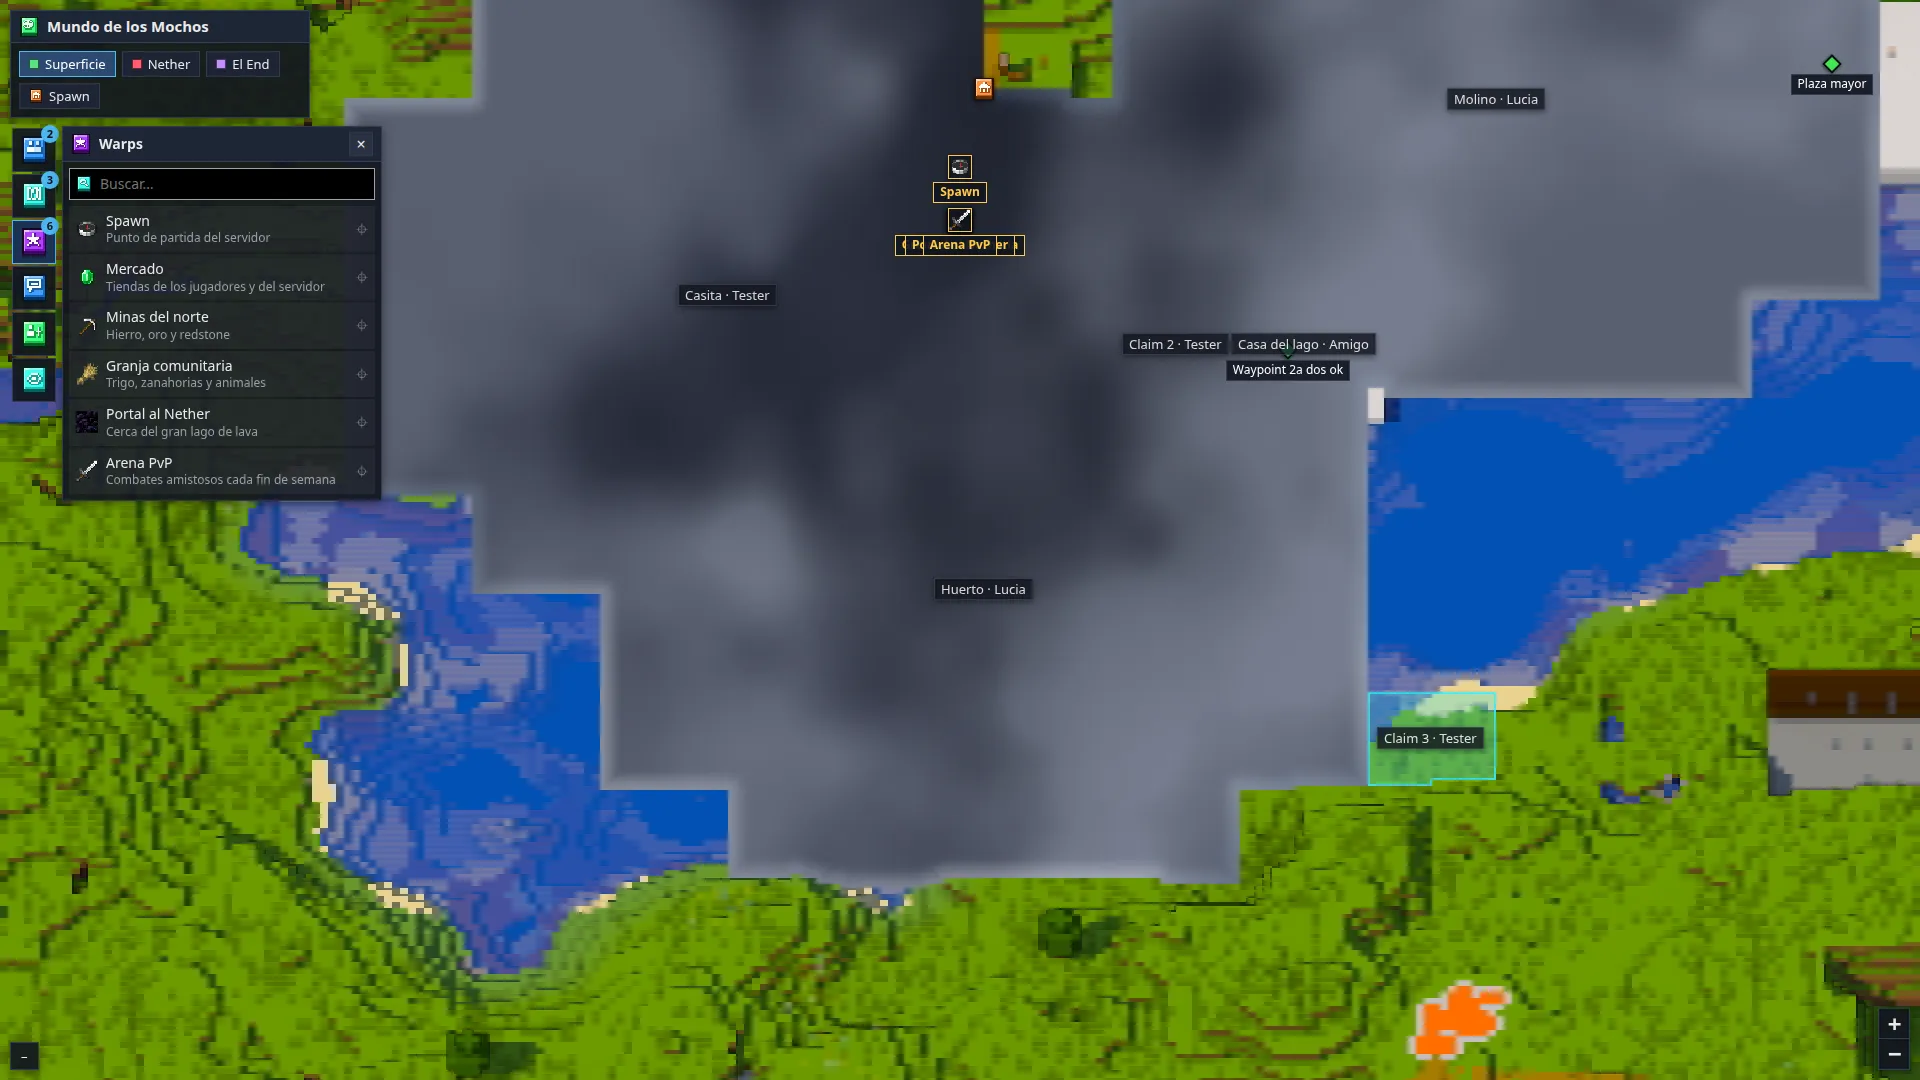 Mundo de los Mochos
Superficie
Nether
El End
Spawn
2
3
6
Warps
×
Buscar...
Spawn
Punto de partida del servidor
Mercado
Tiendas de los jugadores y del servidor
Minas del norte
Hierro, oro y redstone
Granja comunitaria
Trigo, zanahorias y animales
Portal al Nether
Cerca del gran lago de lava
Arena PvP
Combates amistosos cada fin de semana
Plaza mayor
Molino · Lucia
Spawn
Arena PvP
Casita · Tester
Claim 2 · Tester
Casa del lago · Amigo
Waypoint 2a dos ok
Huerto · Lucia
Claim 3 · Tester
+
−
–